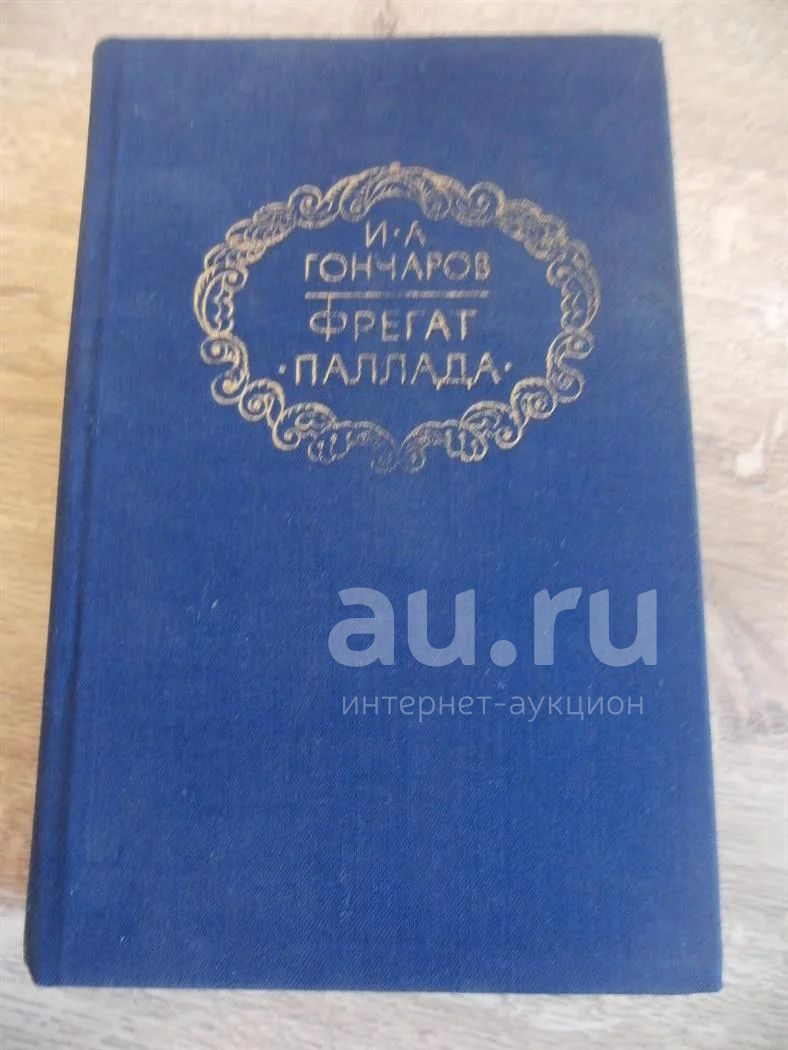 И·А
ГОНЧАРОВ
ФРЕГАТ
·ПАЛЛАДА·
au.ru
интернет-аукцион